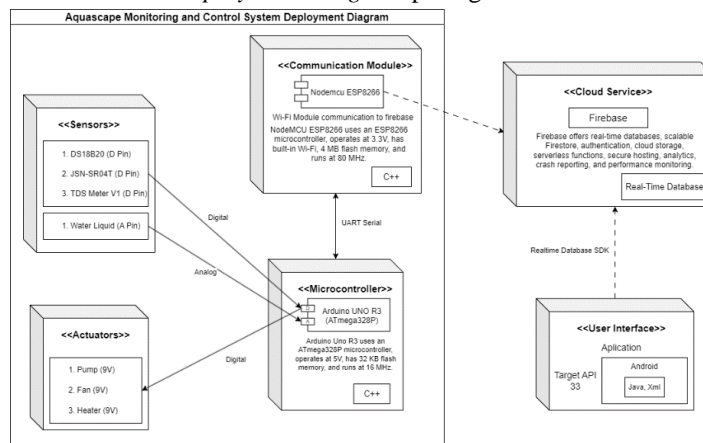 Aquascape Monitoring and Control System Deployment Diagram
<<Communication Module>>
Nodemcu ESP8266
Wi-Fi Module communication to firebase
NodeMCU ESP8266 uses an ESP8266
microcontroller, operates at 3.3V, has
built-in Wi-Fi, 4 MB flash memory, and
runs at 80 MHz.
C++
<<Cloud Service>>
Firebase
Firebase offers real-time databases, scalable
Firestore, authentication, cloud storage,
serverless functions, secure hosting, analytics,
crash reporting, and performance monitoring.
Real-Time Database
<<Sensors>>
1. DS18B20 (D Pin)
2. JSN-SR04T (D Pin)
3. TDS Meter V1 (D Pin)
1. Water Liquid (A Pin)
Digital
Analog
UART Serial
Realtime Database SDK
<<Microcontroller>>
D
A
Arduino UNO R3
(ATmega328P)
Arduino Uno R3 uses an
ATmega328P microcontroller,
operates at 5V, has 32 KB flash
memory, and runs at 16 MHz.
C++
<<Actuators>>
1. Pump (9V)
2. Fan (9V)
3. Heater (9V)
Digital
<<User Interface>>
Aplication
Target API
33
Android
Java, Xml